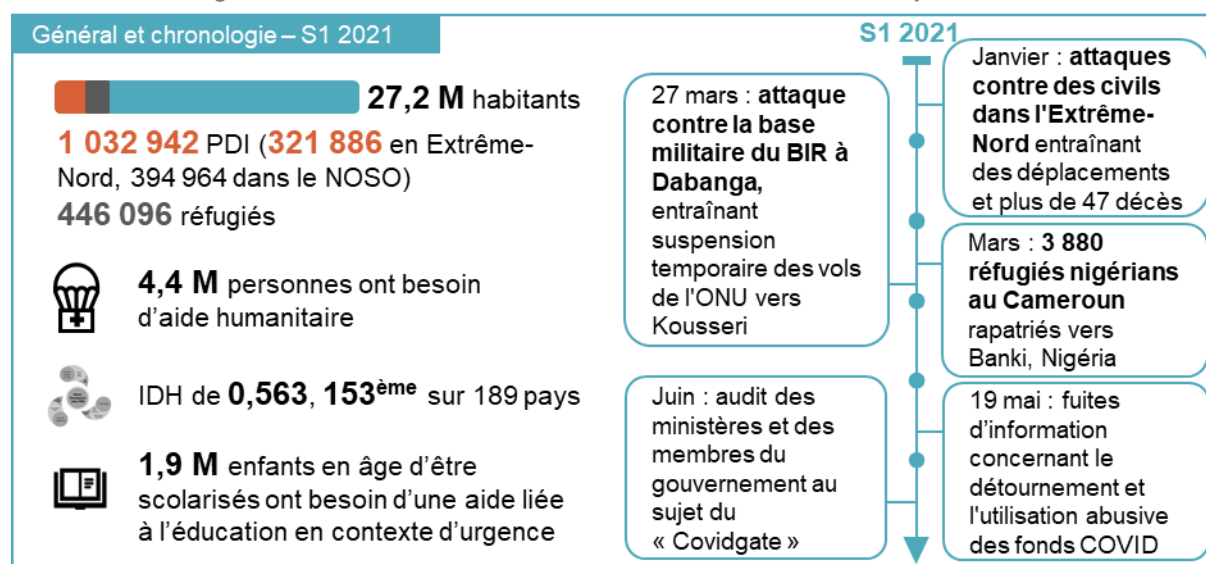 Général et chronologie – S1 2021
27,2 M habitants
1 032 942 PDI (321 886 en Extrême-
Nord, 394 964 dans le NOSO)
446 096 réfugiés
4,4 M personnes ont besoin
d’aide humanitaire
IDH de 0,563, 153ème sur 189 pays
1,9 M enfants en âge d’être
scolarisés ont besoin d’une aide liée
à l’éducation en contexte d’urgence
S1 2021
Janvier : attaques
contre des civils
dans l'Extrême-
Nord entraînant
des déplacements
et plus de 47 décès
27 mars : attaque
contre la base
militaire du BIR à
Dabanga,
entraînant
suspension
temporaire des vols
de l'ONU vers
Kousseri
Mars : 3 880
réfugiés nigérians
au Cameroun
rapatriés vers
Banki, Nigéria
19 mai : fuites
d’information
concernant le
détournement et
l'utilisation abusive
des fonds COVID
Juin : audit des
ministères et des
membres du
gouvernement au
sujet du
« Covidgate »